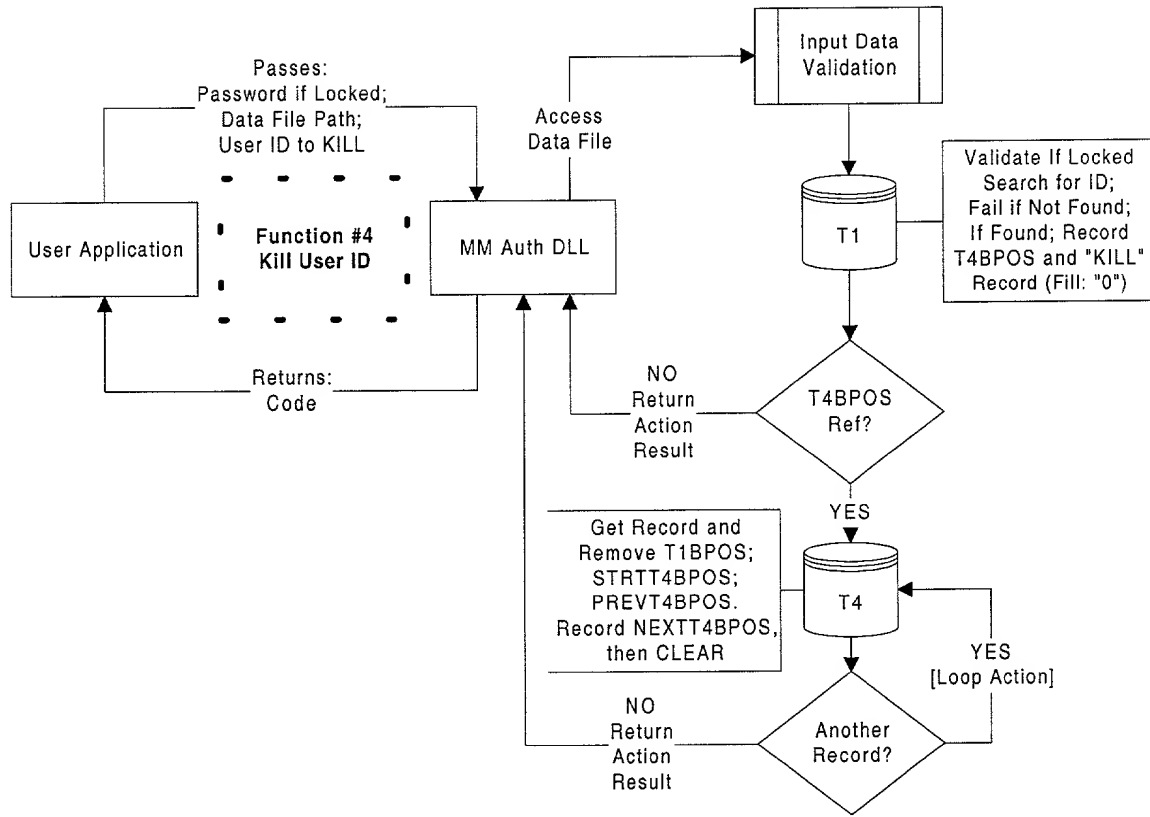 Passes:
Password if Locked;
Data File Path;
User ID to KILL
User Application
Function #4
Kill User ID
MM Auth DLL
Returns:
Code
Access
Data File
Input Data
Validation
T1
Validate If Locked
Search for ID;
Fail if Not Found;
If Found; Record
T4BPOS and "KILL"
Record (Fill: "0")
T4BPOS
Ref?
NO
Return
Action
Result
YES
Get Record and
Remove T1BPOS;
STRTT4BPOS;
PREVT4BPOS.
Record NEXTT4BPOS,
then CLEAR
T4
YES
[Loop Action]
Another
Record?
NO
Return
Action
Result